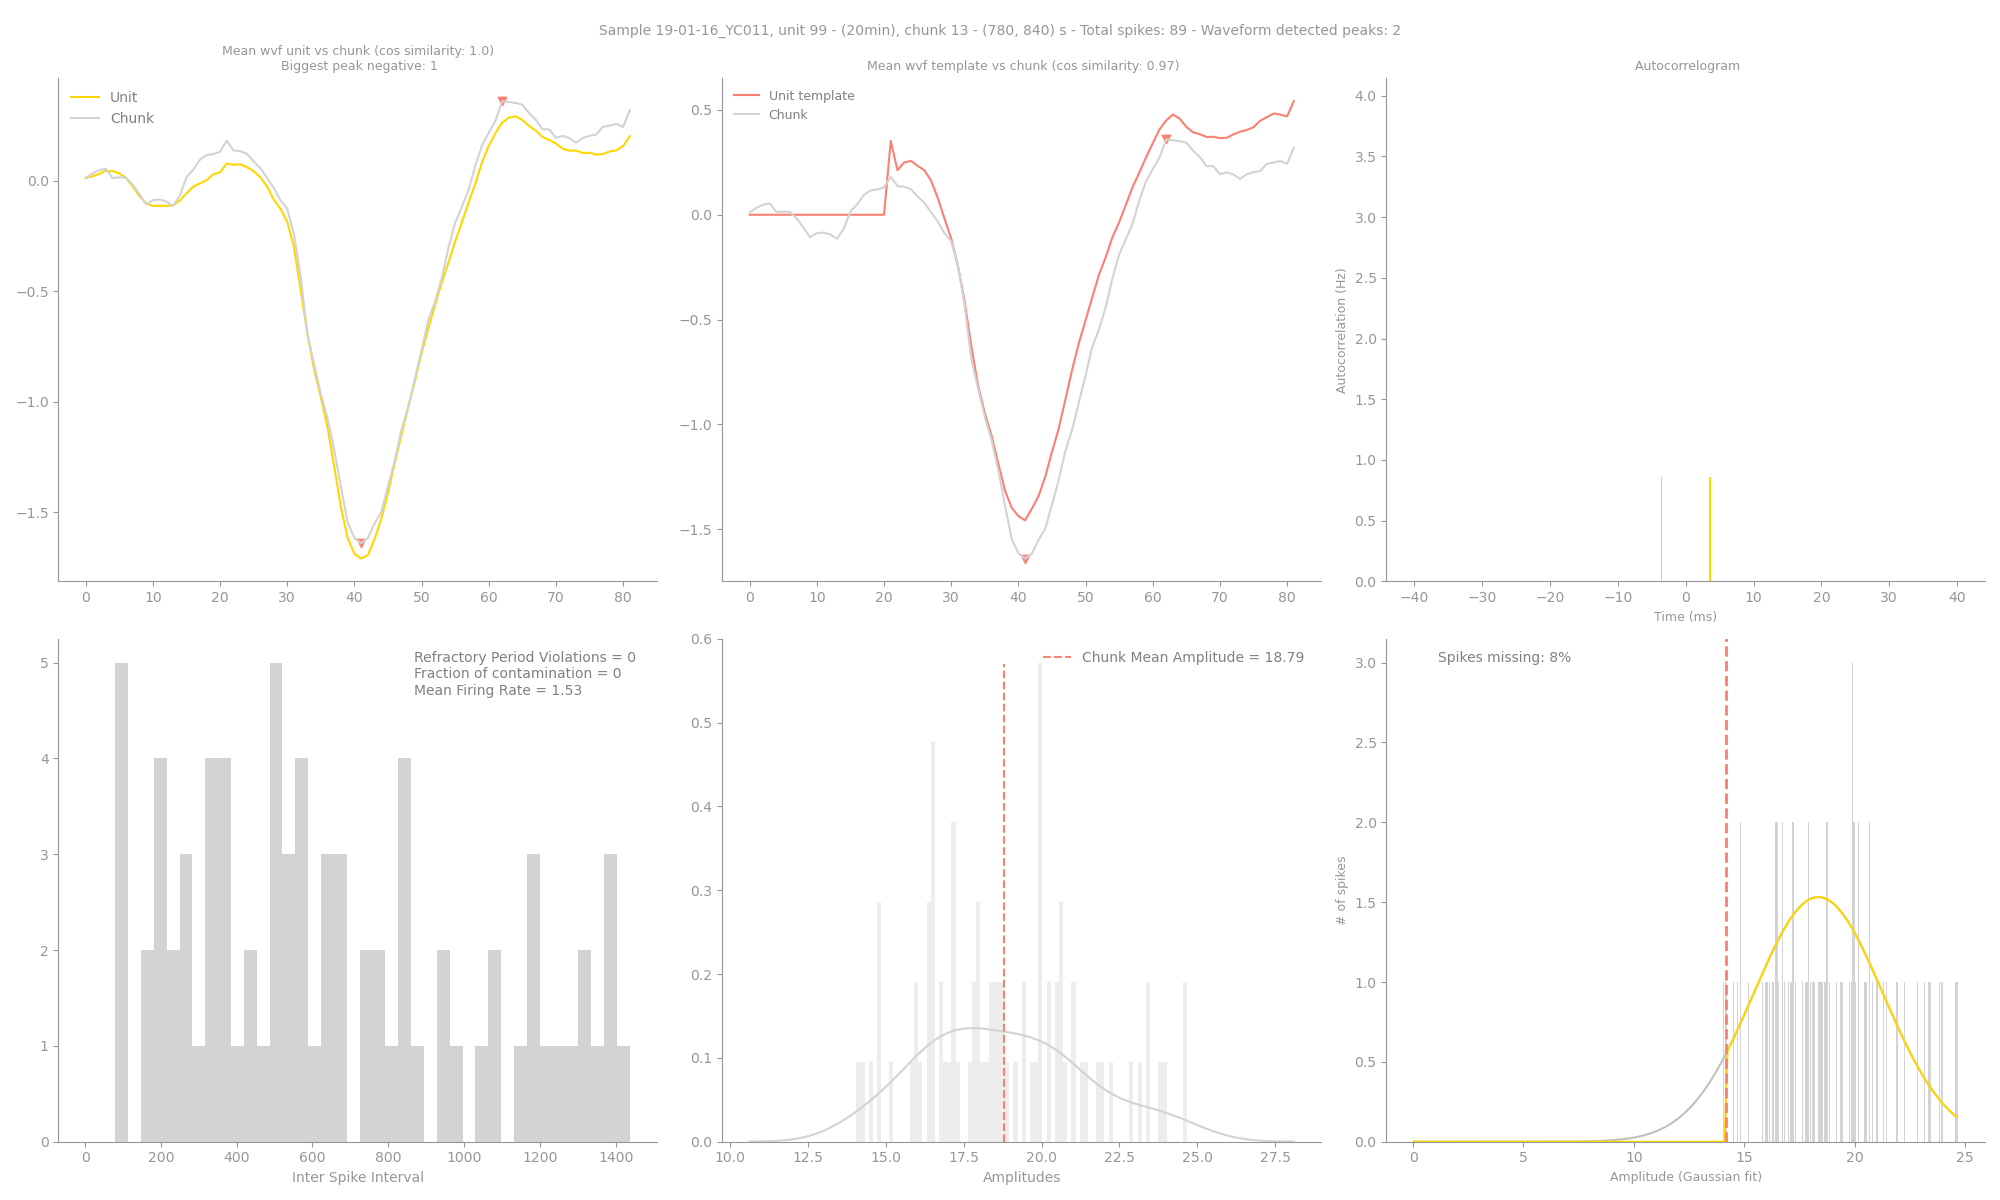 Sample 19-01-16_YC011, unit 99 - (20min), chunk 13 - (780, 840) s - Total spikes: 89 - Waveform detected peaks: 2
Mean wvf unit vs chunk (cos similarity: 1.0)
Biggest peak negative: 1
Unit
Chunk
0.0
−0.5
−1.0
−1.5
0 10 20 30 40 50 60 70 80
Mean wvf template vs chunk (cos similarity: 0.97)
Unit template
Chunk
0.5
0.0
−0.5
−1.0
−1.5
0 10 20 30 40 50 60 70 80
Autocorrelogram
Autocorrelation (Hz)
4.0
3.5
3.0
2.5
2.0
1.5
1.0
0.5
0.0
−40 −30 −20 −10 0 10 20 30 40
Time (ms)
Refractory Period Violations = 0
Fraction of contamination = 0
Mean Firing Rate = 1.53
5
4
3
2
1
0
0 200 400 600 800 1000 1200 1400
Inter Spike Interval
Chunk Mean Amplitude = 18.79
0.6
0.5
0.4
0.3
0.2
0.1
0.0
10.0 12.5 15.0 17.5 20.0 22.5 25.0 27.5
Amplitudes
Spikes missing: 8%
# of spikes
3.0
2.5
2.0
1.5
1.0
0.5
0.0
0 5 10 15 20 25
Amplitude (Gaussian fit)